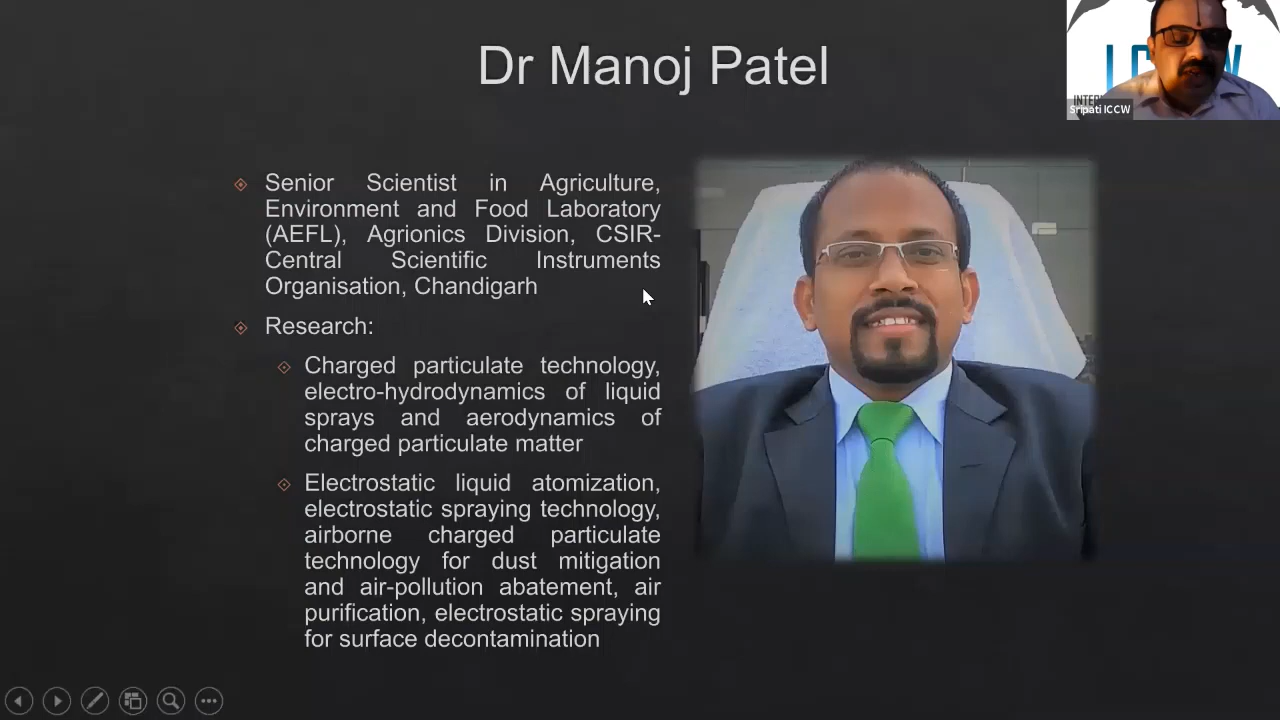 Dr Manoj Patel
Senior Scientist in Agriculture,
Environment and Food Laboratory
(AEFL), Agrionics Division, CSIR-
Central Scientific Instruments
Organisation, Chandigarh
Research:
Charged particulate technology,
electro-hydrodynamics of liquid
sprays and aerodynamics of
charged particulate matter
Electrostatic liquid atomization,
electrostatic spraying technology,
airborne charged particulate
technology for dust mitigation
and air-pollution abatement, air
purification, electrostatic spraying
for surface decontamination
Sripati ICCW